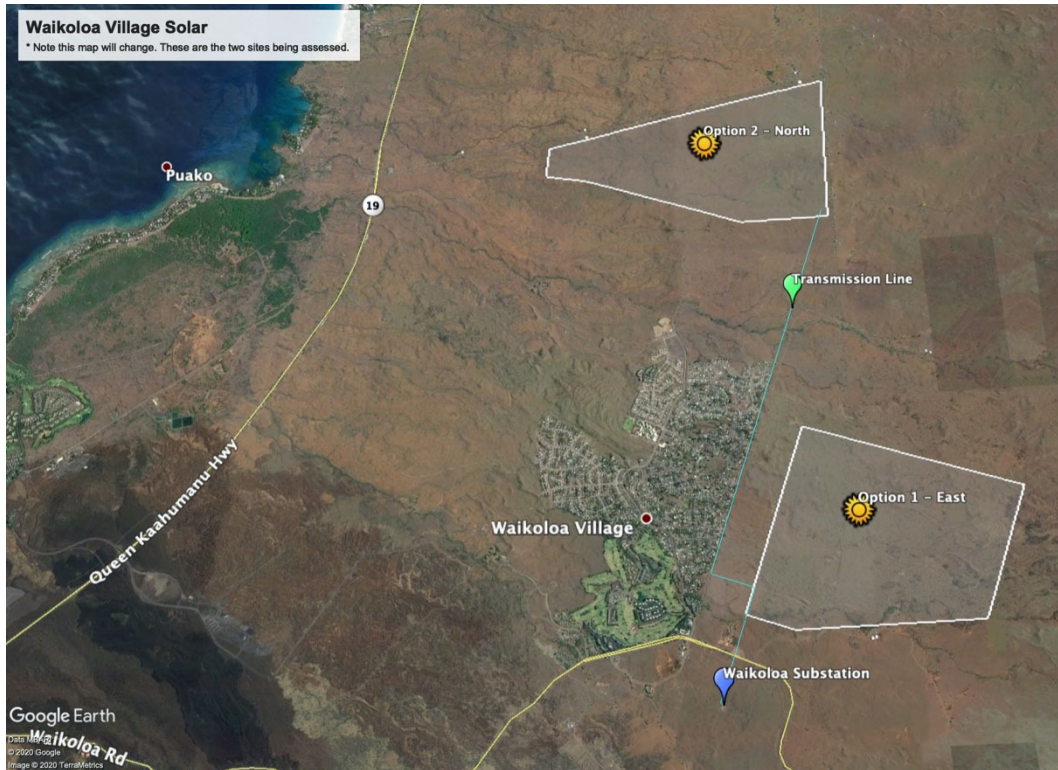 Waikoloa Village Solar
* Note this map will change. These are the two sites being assessed.
Option 2 – North
Puako
19
Transmission Line
Option 1 – East
Waikoloa Village
Queen Kaahumanu Hwy
Waikoloa Substation
Google Earth
Waikoloa Rd
© 2020 Google
Image © 2020 TerraMetrics